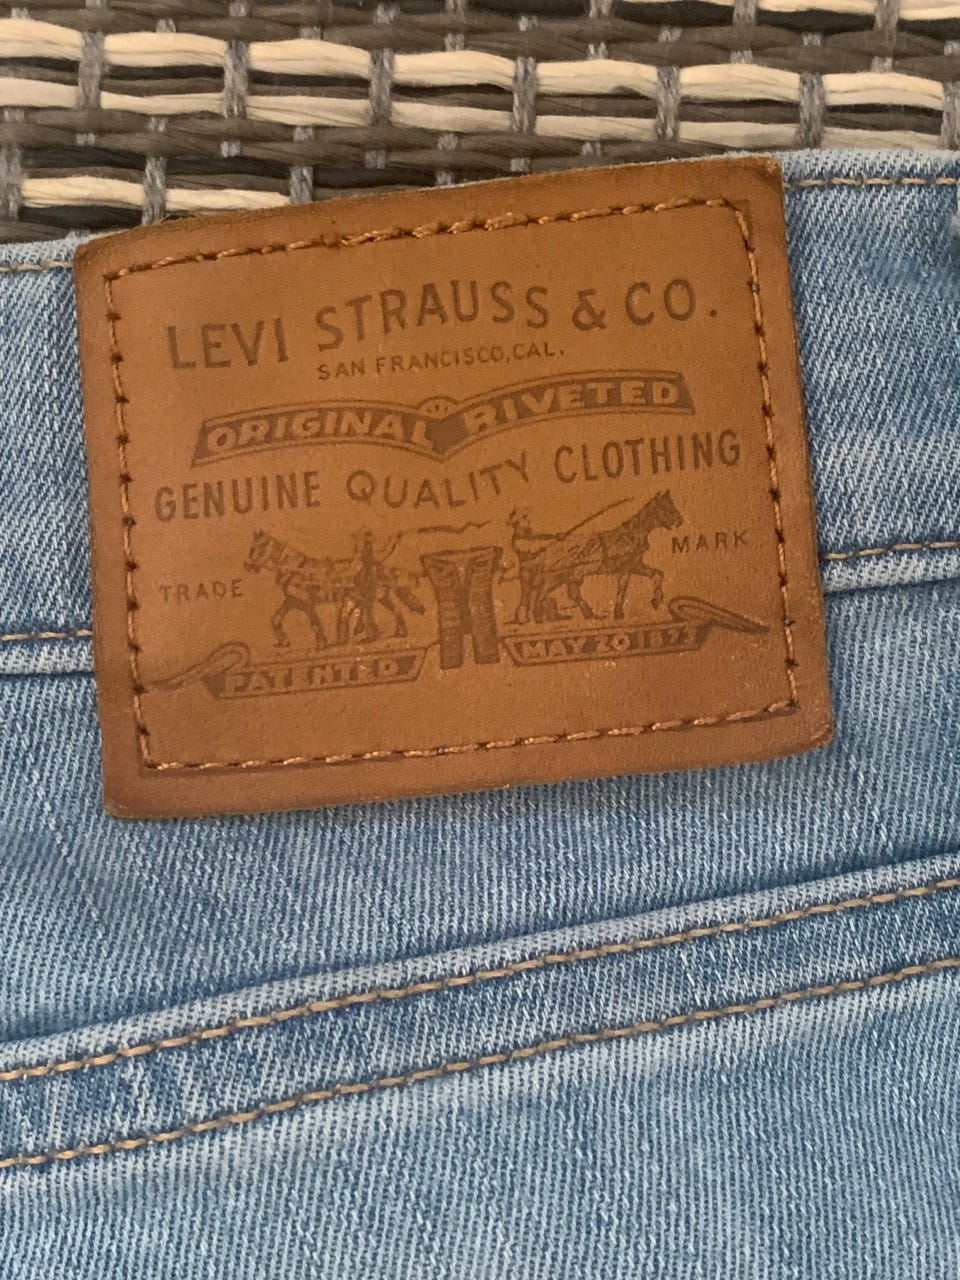 LEVI STRAUSS & CO.
SAN FRANCISCO, CAL.
ORIGINAL RIVETED
GENUINE QUALITY CLOTHING
TRADE MARK
PATENTED MAY 20 1873